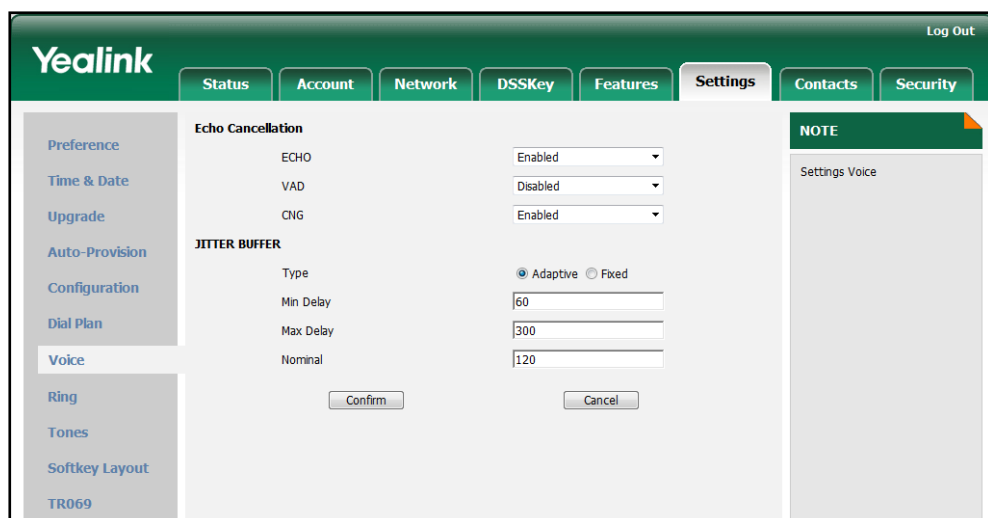 Log Out
Yealink
Status Account Network DSSKey Features Settings Contacts Security
Preference
Time & Date
Upgrade
Auto-Provision
Configuration
Dial Plan
Voice
Ring
Tones
Softkey Layout
TR069
Echo Cancellation
ECHO Enabled
VAD Disabled
CNG Enabled
JITTER BUFFER
Type Adaptive Fixed
Min Delay 60
Max Delay 300
Nominal 120
Confirm Cancel
NOTE
Settings Voice